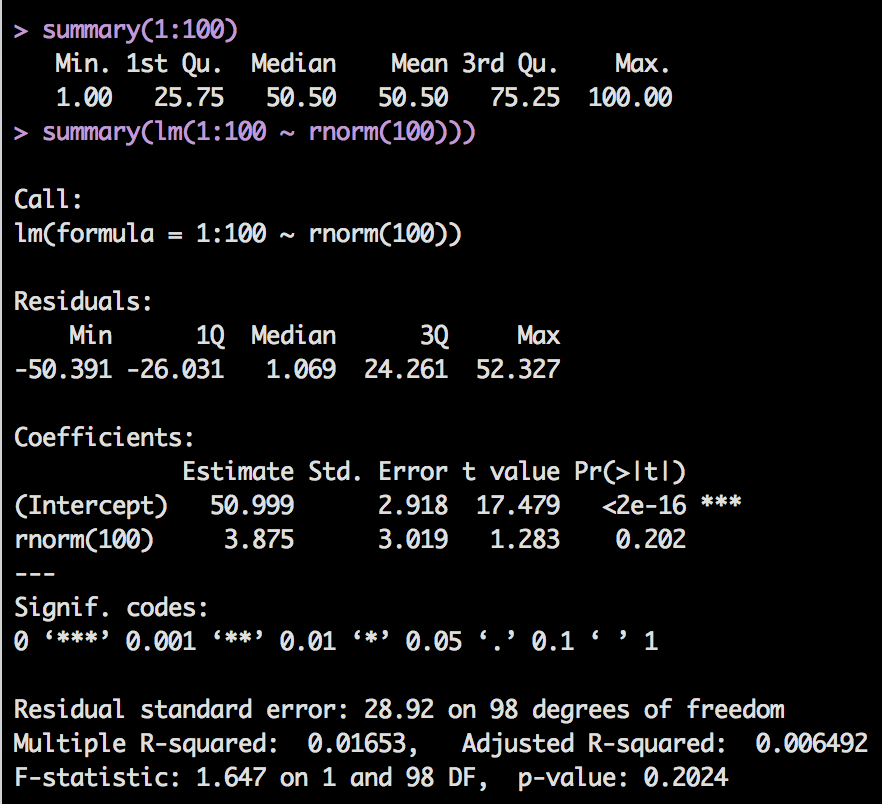 > summary(1:100)
   Min. 1st Qu.  Median    Mean 3rd Qu.    Max.
   1.00   25.75   50.50   50.50   75.25  100.00
> summary(lm(1:100 ~ rnorm(100)))

Call:
lm(formula = 1:100 ~ rnorm(100))

Residuals:
    Min      1Q  Median      3Q     Max
-50.391 -26.031   1.069  24.261  52.327

Coefficients:
            Estimate Std. Error t value Pr(>|t|)
(Intercept)   50.999      2.918  17.479   <2e-16 ***
rnorm(100)     3.875      3.019   1.283    0.202
---
Signif. codes:
0 ‘***’ 0.001 ‘**’ 0.01 ‘*’ 0.05 ‘.’ 0.1 ‘ ’ 1

Residual standard error: 28.92 on 98 degrees of freedom
Multiple R-squared:  0.01653,   Adjusted R-squared:  0.006492
F-statistic: 1.647 on 1 and 98 DF,  p-value: 0.2024